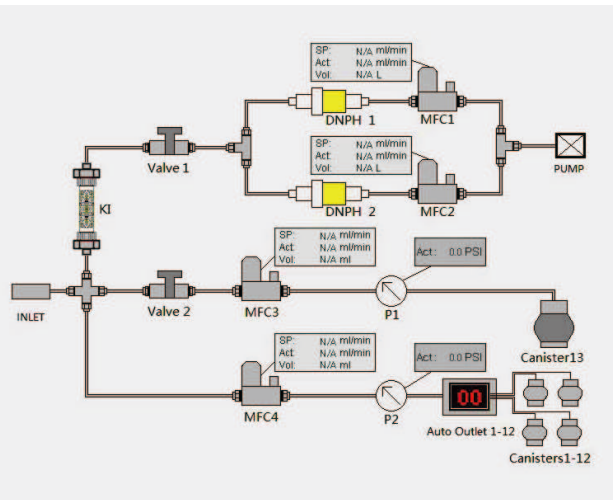 SP: N/A ml/min
Act: N/A ml/min
Vol: N/A L
DNPH 1
MFC1
Valve 1
SP: N/A ml/min
Act: N/A ml/min
Vol: N/A L
PUMP
DNPH 2
MFC2
KI
SP: N/A ml/min
Act: N/A ml/min
Vol: N/A ml
Act: 0.0 PSI
INLET
Valve 2
MFC3
P1
Canister13
SP: N/A ml/min
Act: N/A ml/min
Vol: N/A ml
Act: 0.0 PSI
00
MFC4
P2
Auto Outlet 1-12
Canisters1-12